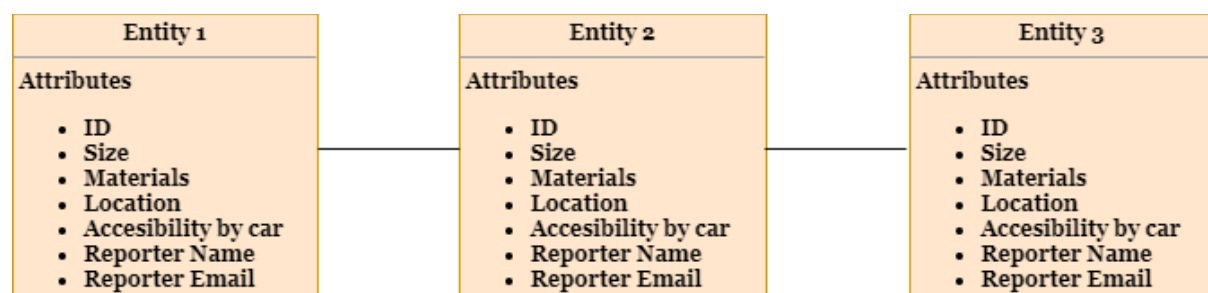 Entity 1
Attributes
• ID
• Size
• Materials
• Location
• Accesibility by car
• Reporter Name
• Reporter Email
Entity 2
Attributes
• ID
• Size
• Materials
• Location
• Accesibility by car
• Reporter Name
• Reporter Email
Entity 3
Attributes
• ID
• Size
• Materials
• Location
• Accesibility by car
• Reporter Name
• Reporter Email